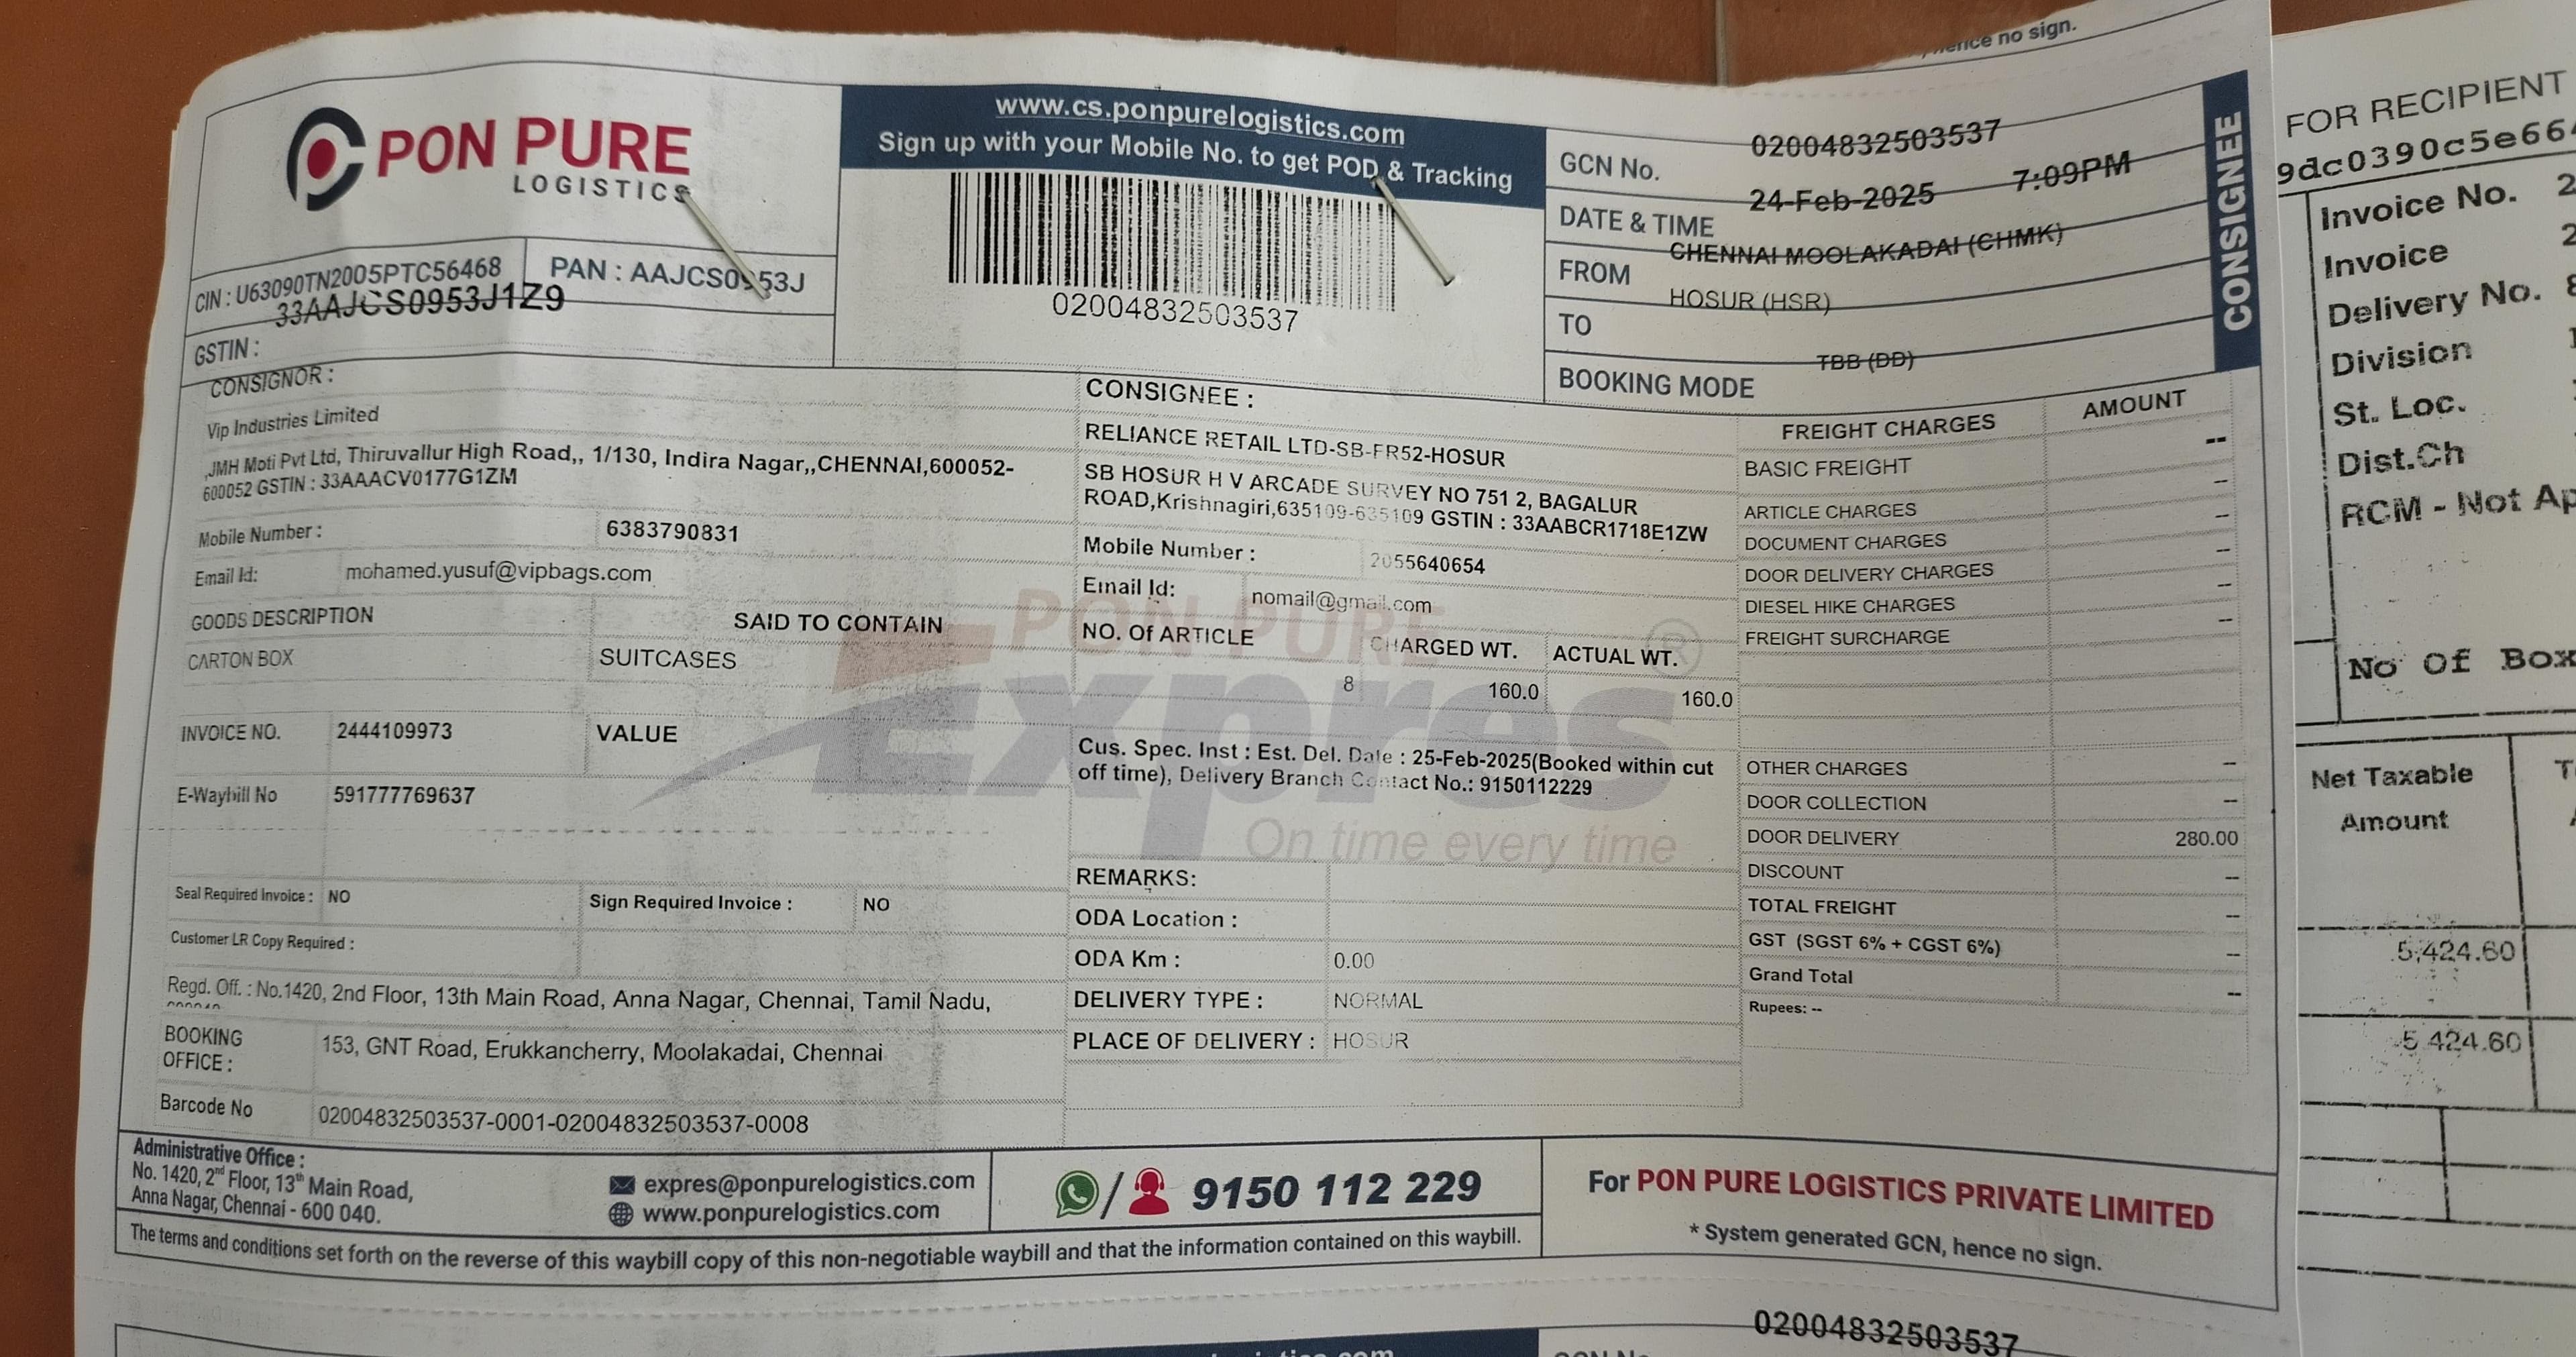 PON PURE
LOGISTICS
CIN : U63090TN2005PTC56468
PAN : AAJCS0953J
33AAJCS0953J1Z9
GSTIN :
www.cs.ponpurelogistics.com
Sign up with your Mobile No. to get POD & Tracking
02004832503537
GCN No. 02004832503537
DATE & TIME 24-Feb-2025 7:09PM
FROM CHENNAI MOOLAKADAI (CHMK)
TO HOSUR (HSR)
BOOKING MODE TBB (DD)
CONSIGNEE
CONSIGNOR :
Vip Industries Limited
,JMH Moti Pvt Ltd, Thiruvallur High Road,, 1/130, Indira Nagar,,CHENNAI,600052-
600052 GSTIN : 33AAACV0177G1ZM
Mobile Number : 6383790831
Email Id: mohamed.yusuf@vipbags.com
GOODS DESCRIPTION SAID TO CONTAIN
CARTON BOX SUITCASES
INVOICE NO. 2444109973 VALUE
E-Waybill No 591777769637
Seal Required Invoice : NO Sign Required Invoice : NO
Customer LR Copy Required :
Regd. Off. : No.1420, 2nd Floor, 13th Main Road, Anna Nagar, Chennai, Tamil Nadu,
BOOKING
OFFICE :
153, GNT Road, Erukkancherry, Moolakadai, Chennai
Barcode No 02004832503537-0001-02004832503537-0008
CONSIGNEE :
RELIANCE RETAIL LTD-SB-FR52-HOSUR
SB HOSUR H V ARCADE SURVEY NO 751 2, BAGALUR
ROAD,Krishnagiri,635109-635109 GSTIN : 33AABCR1718E1ZW
Mobile Number : 2055640654
Email Id: nomail@gmail.com
NO. Of ARTICLE CHARGED WT. ACTUAL WT.
8 160.0 160.0
PON PURE
Expres ®
On time every time
Cus. Spec. Inst : Est. Del. Date : 25-Feb-2025(Booked within cut
off time), Delivery Branch Contact No.: 9150112229
REMARKS:
ODA Location :
ODA Km : 0.00
DELIVERY TYPE : NORMAL
PLACE OF DELIVERY : HOSUR
FREIGHT CHARGES AMOUNT
BASIC FREIGHT --
ARTICLE CHARGES --
DOCUMENT CHARGES --
DOOR DELIVERY CHARGES --
DIESEL HIKE CHARGES --
FREIGHT SURCHARGE --
OTHER CHARGES --
DOOR COLLECTION --
DOOR DELIVERY 280.00
DISCOUNT --
TOTAL FREIGHT --
GST (SGST 6% + CGST 6%) --
Grand Total --
Rupees: --
Administrative Office :
No. 1420, 2nd Floor, 13th Main Road,
Anna Nagar, Chennai - 600 040.
expres@ponpurelogistics.com
www.ponpurelogistics.com
9150 112 229
The terms and conditions set forth on the reverse of this waybill copy of this non-negotiable waybill and that the information contained on this waybill.
For PON PURE LOGISTICS PRIVATE LIMITED
* System generated GCN, hence no sign.
02004832503537
hence no sign.
FOR RECIPIENT
9dc0390c5e664
Invoice No. 2
Invoice 2
Delivery No. 8
Division
St. Loc.
Dist.Ch
RCM - Not Ap
No Of Box
Net Taxable
Amount
5,424.60
5,424.60